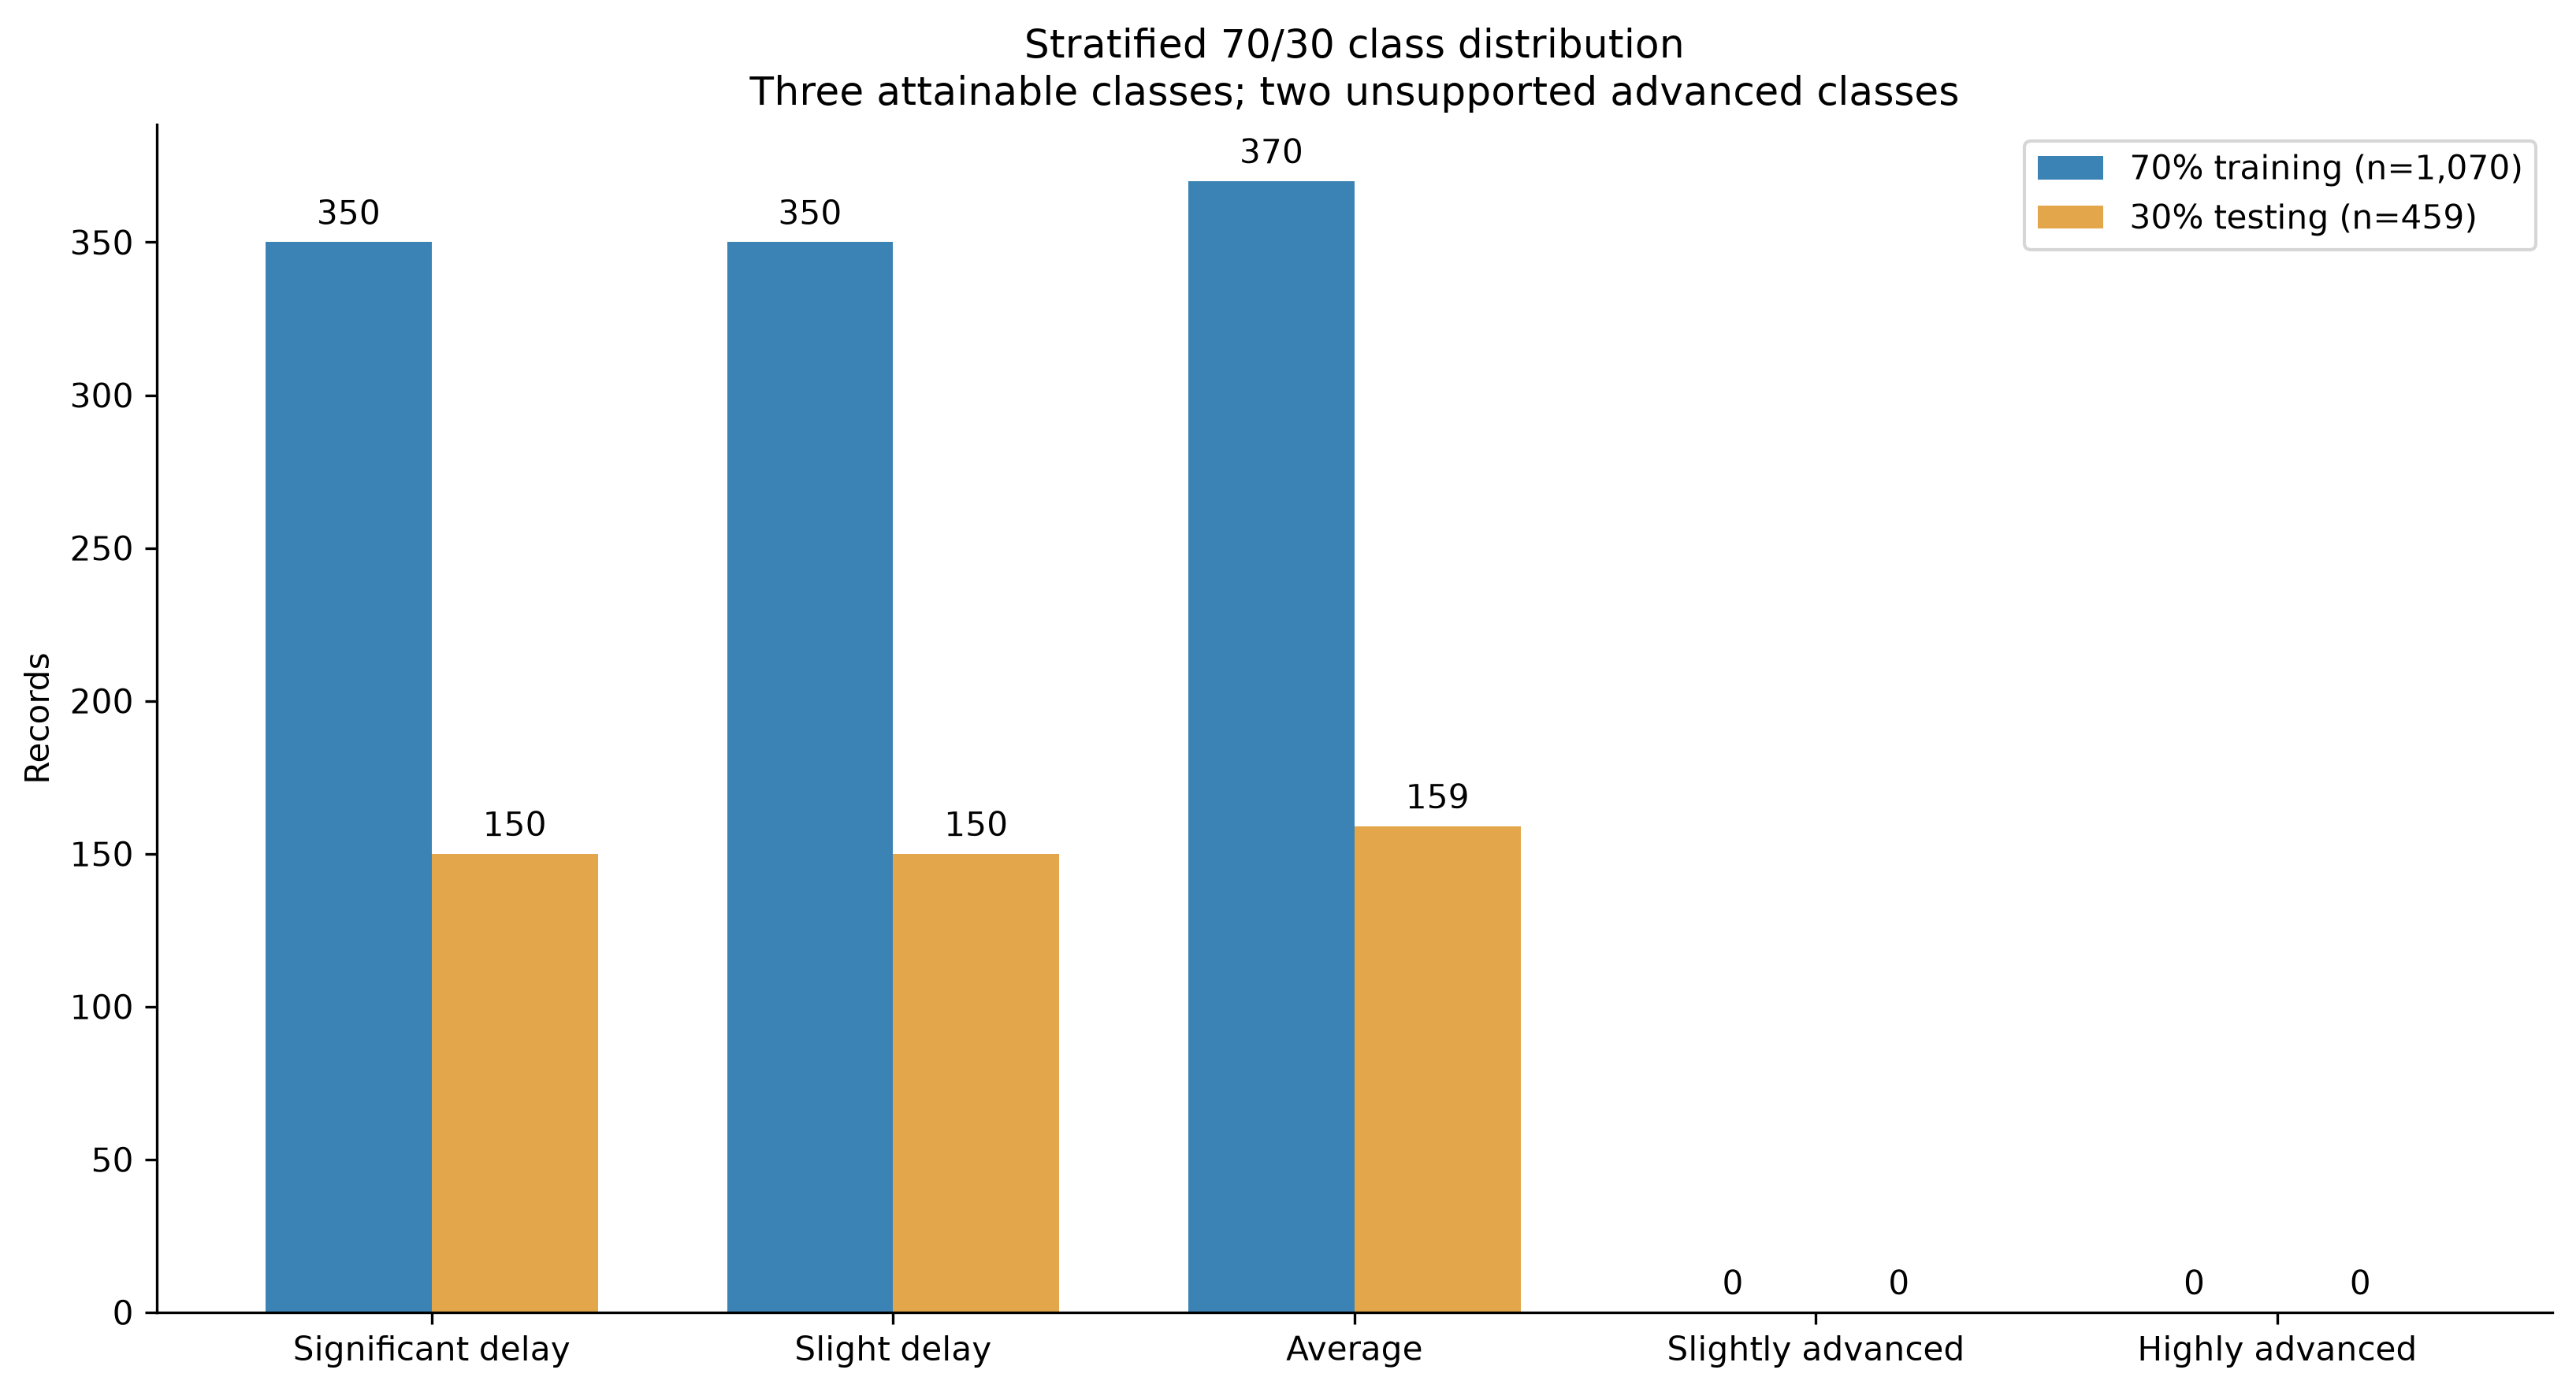 Stratified 70/30 class distribution
Three attainable classes; two unsupported advanced classes
70% training (n=1,070)
30% testing (n=459)
Records
350
300
250
200
150
100
50
0
350
150
350
150
370
159
0
0
0
0
Significant delay
Slight delay
Average
Slightly advanced
Highly advanced